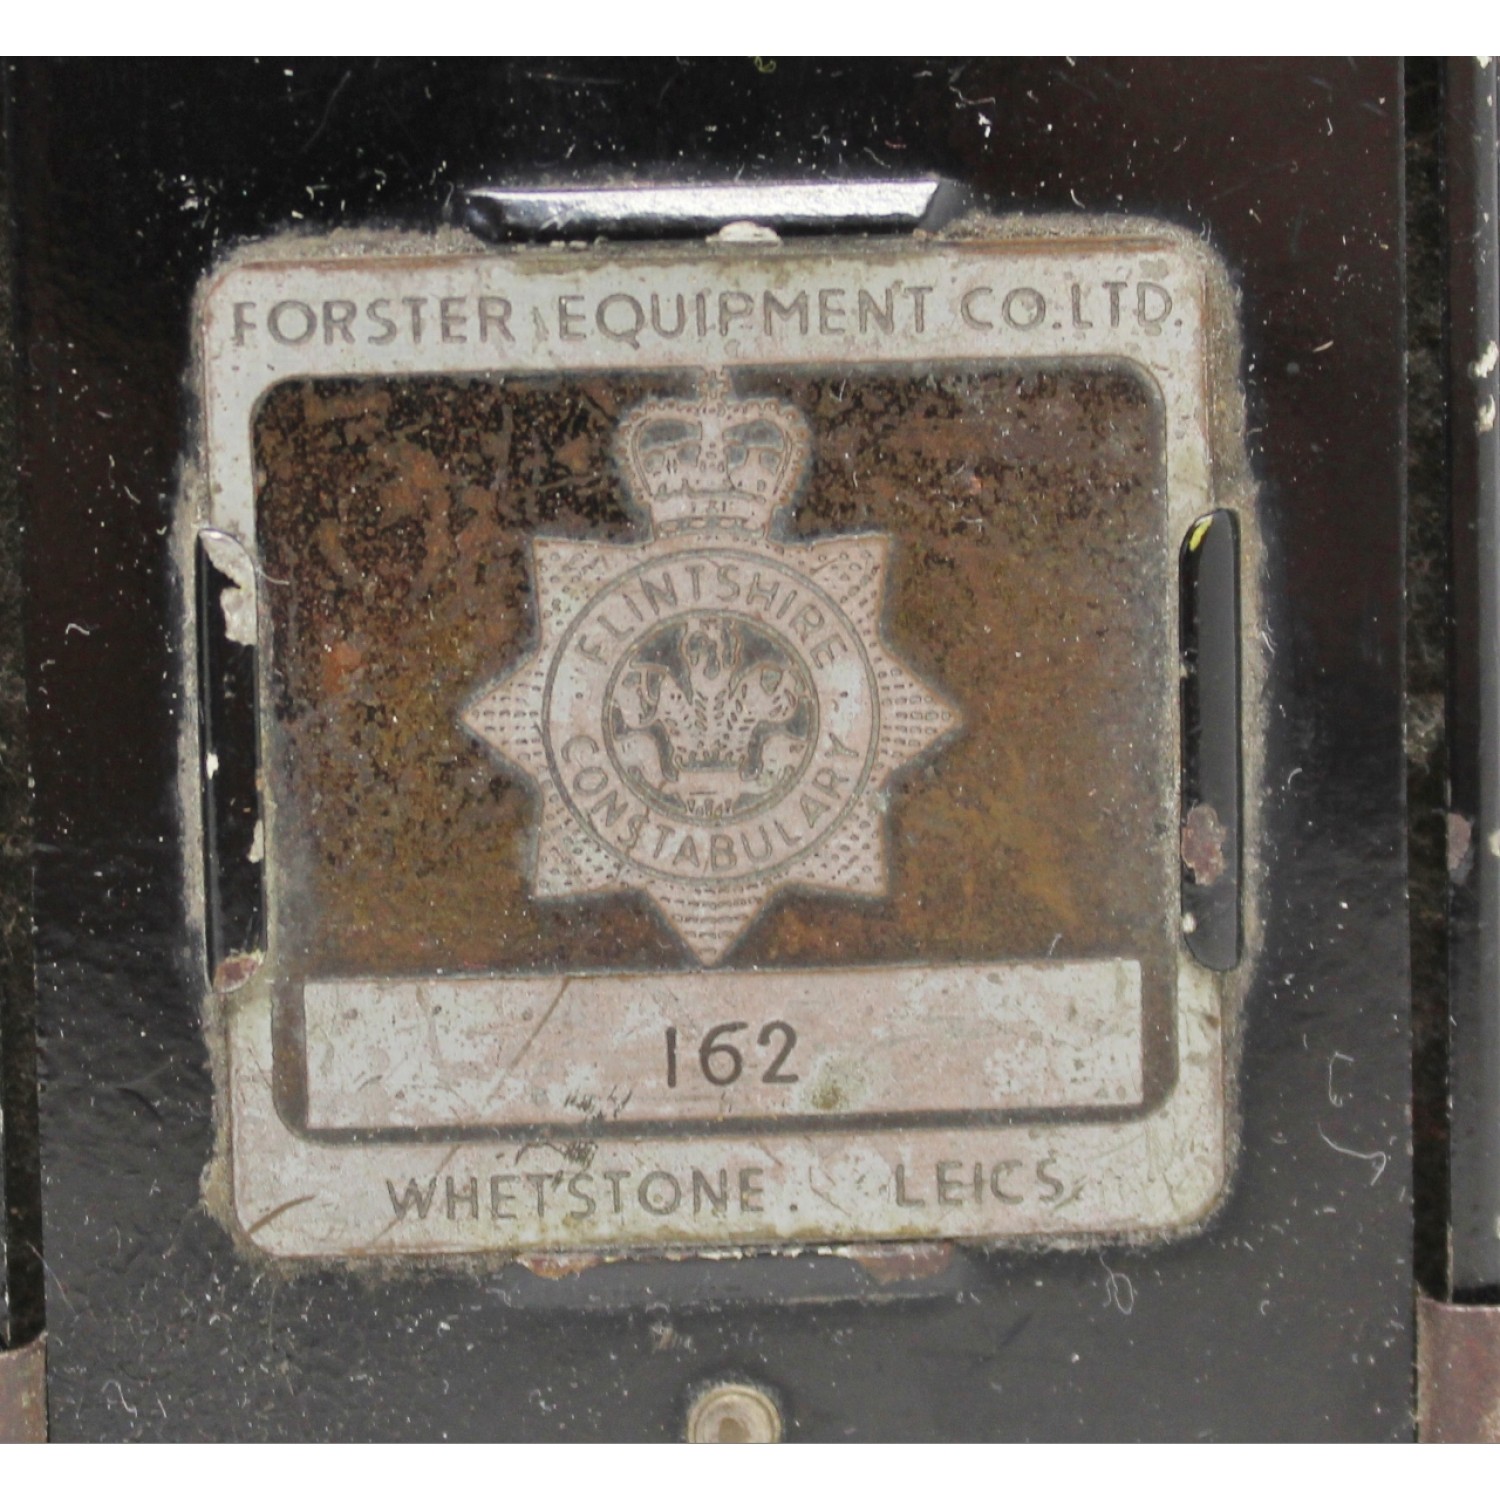 FORSTER EQUIPMENT CO. LTD.
FLINTSHIRE
CONSTABULARY
162
WHETSTONE. LEICS.